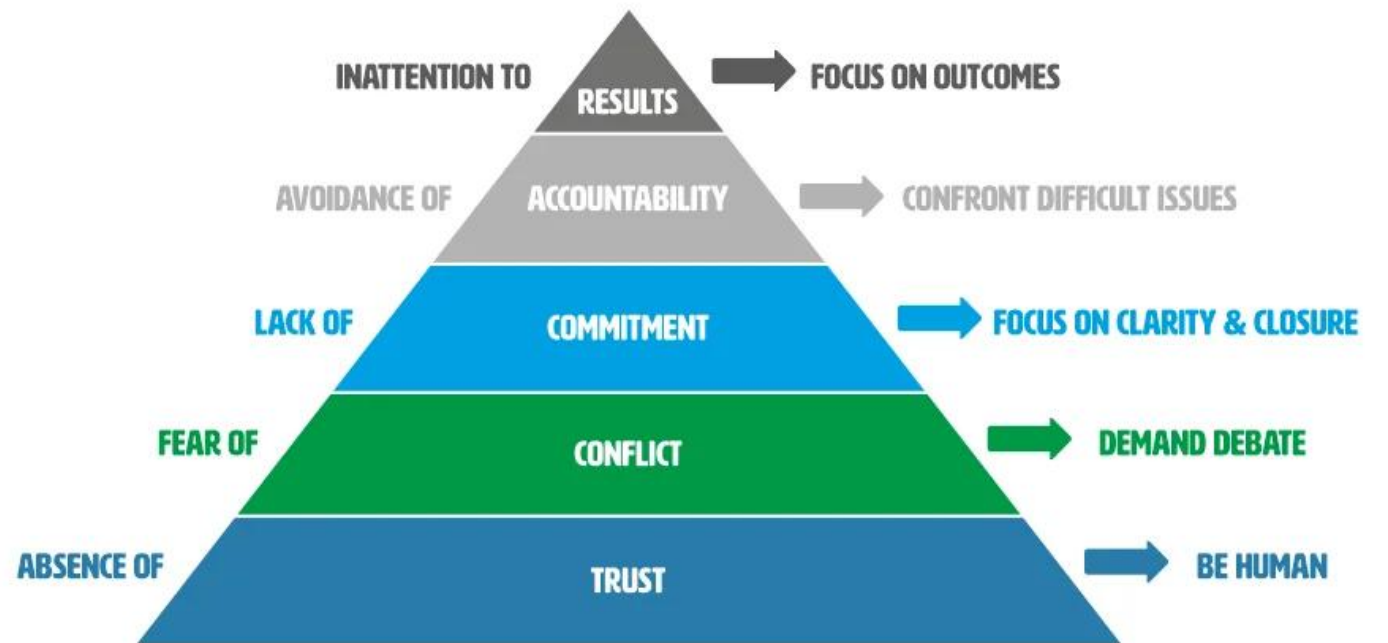 INATTENTION TO RESULTS FOCUS ON OUTCOMES
AVOIDANCE OF ACCOUNTABILITY CONFRONT DIFFICULT ISSUES
LACK OF COMMITMENT FOCUS ON CLARITY & CLOSURE
FEAR OF CONFLICT DEMAND DEBATE
ABSENCE OF TRUST BE HUMAN